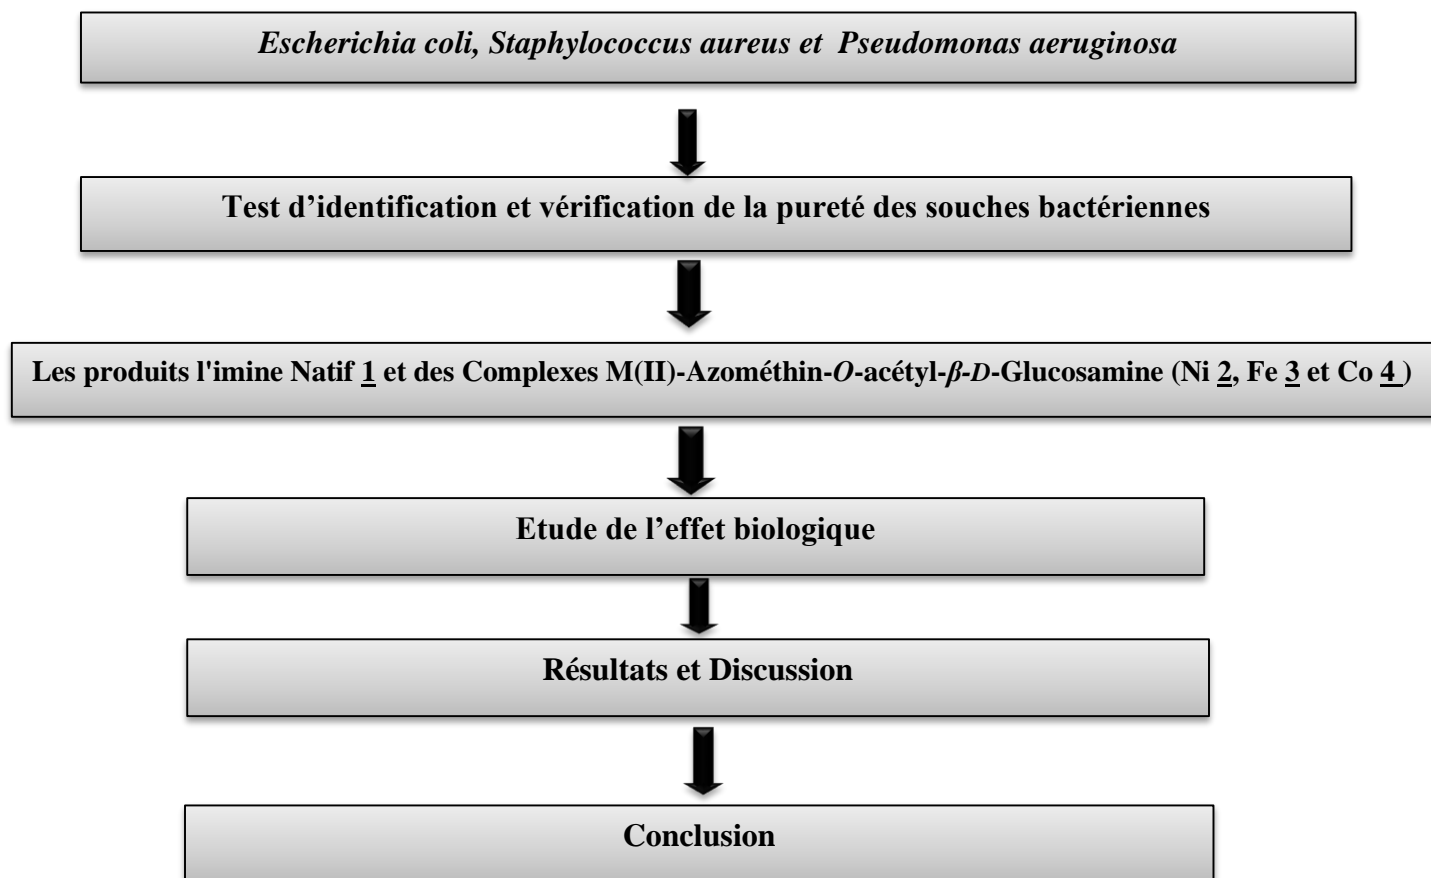 Escherichia coli, Staphylococcus aureus et Pseudomonas aeruginosa
Test d’identification et vérification de la pureté des souches bactériennes
Les produits l'imine Natif 1 et des Complexes M(II)-Azométhin-O-acétyl-β-D-Glucosamine (Ni 2, Fe 3 et Co 4 )
Etude de l’effet biologique
Résultats et Discussion
Conclusion